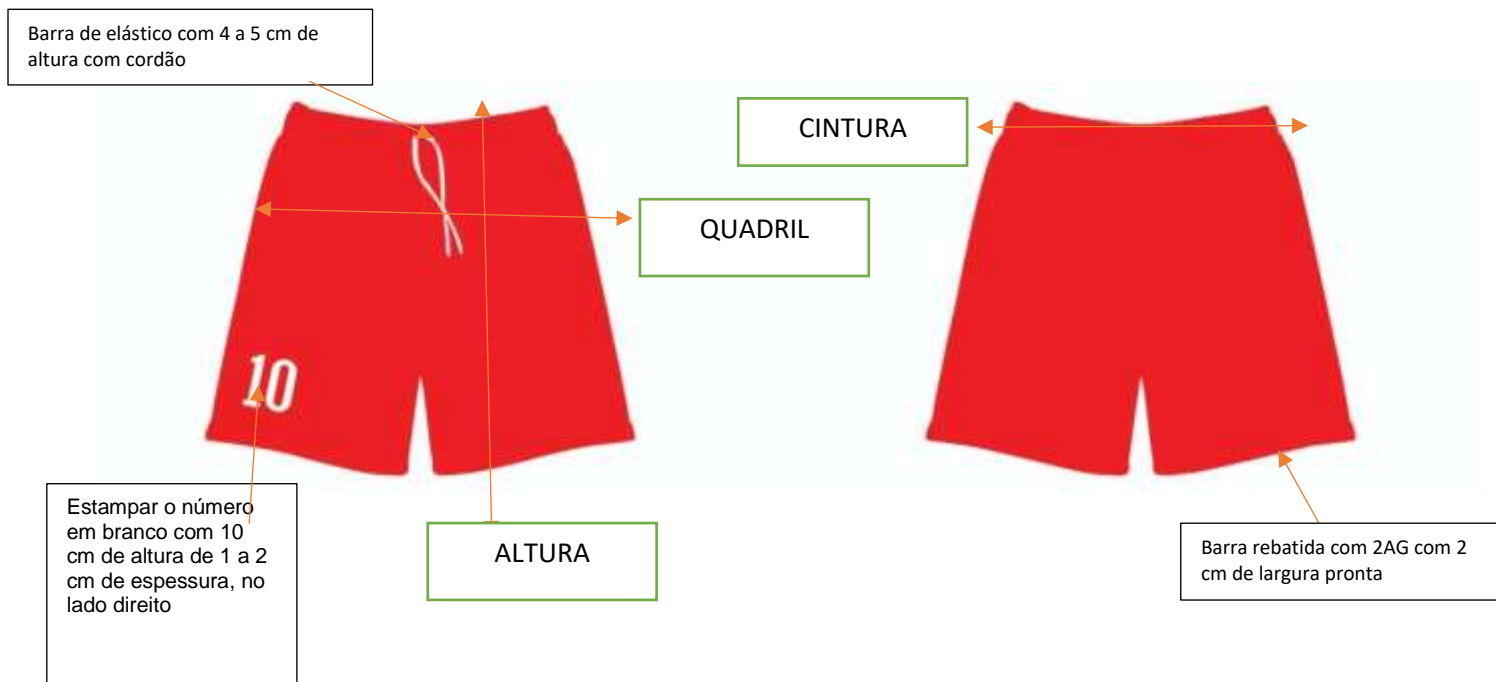 Barra de elástico com 4 a 5 cm de
altura com cordão
CINTURA
QUADRIL
10
Estampar o número
em branco com 10
cm de altura de 1 a 2
cm de espessura, no
lado direito
ALTURA
Barra rebatida com 2AG com 2
cm de largura pronta